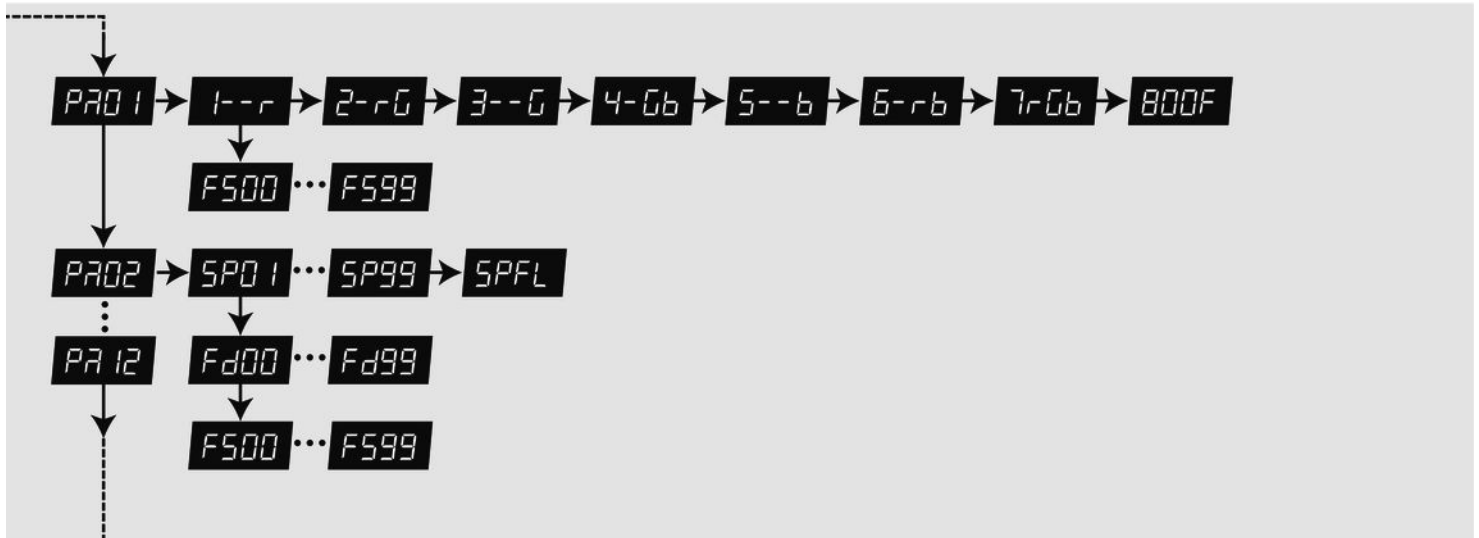 PA01 1--r 2-rG 3--G 4-Gb 5--b 6-rb 7rGb 800F
FS00 ··· FS99
PA02 SP01 ··· SP99 SPFL
PA12 Fd00 ··· Fd99
FS00 ··· FS99